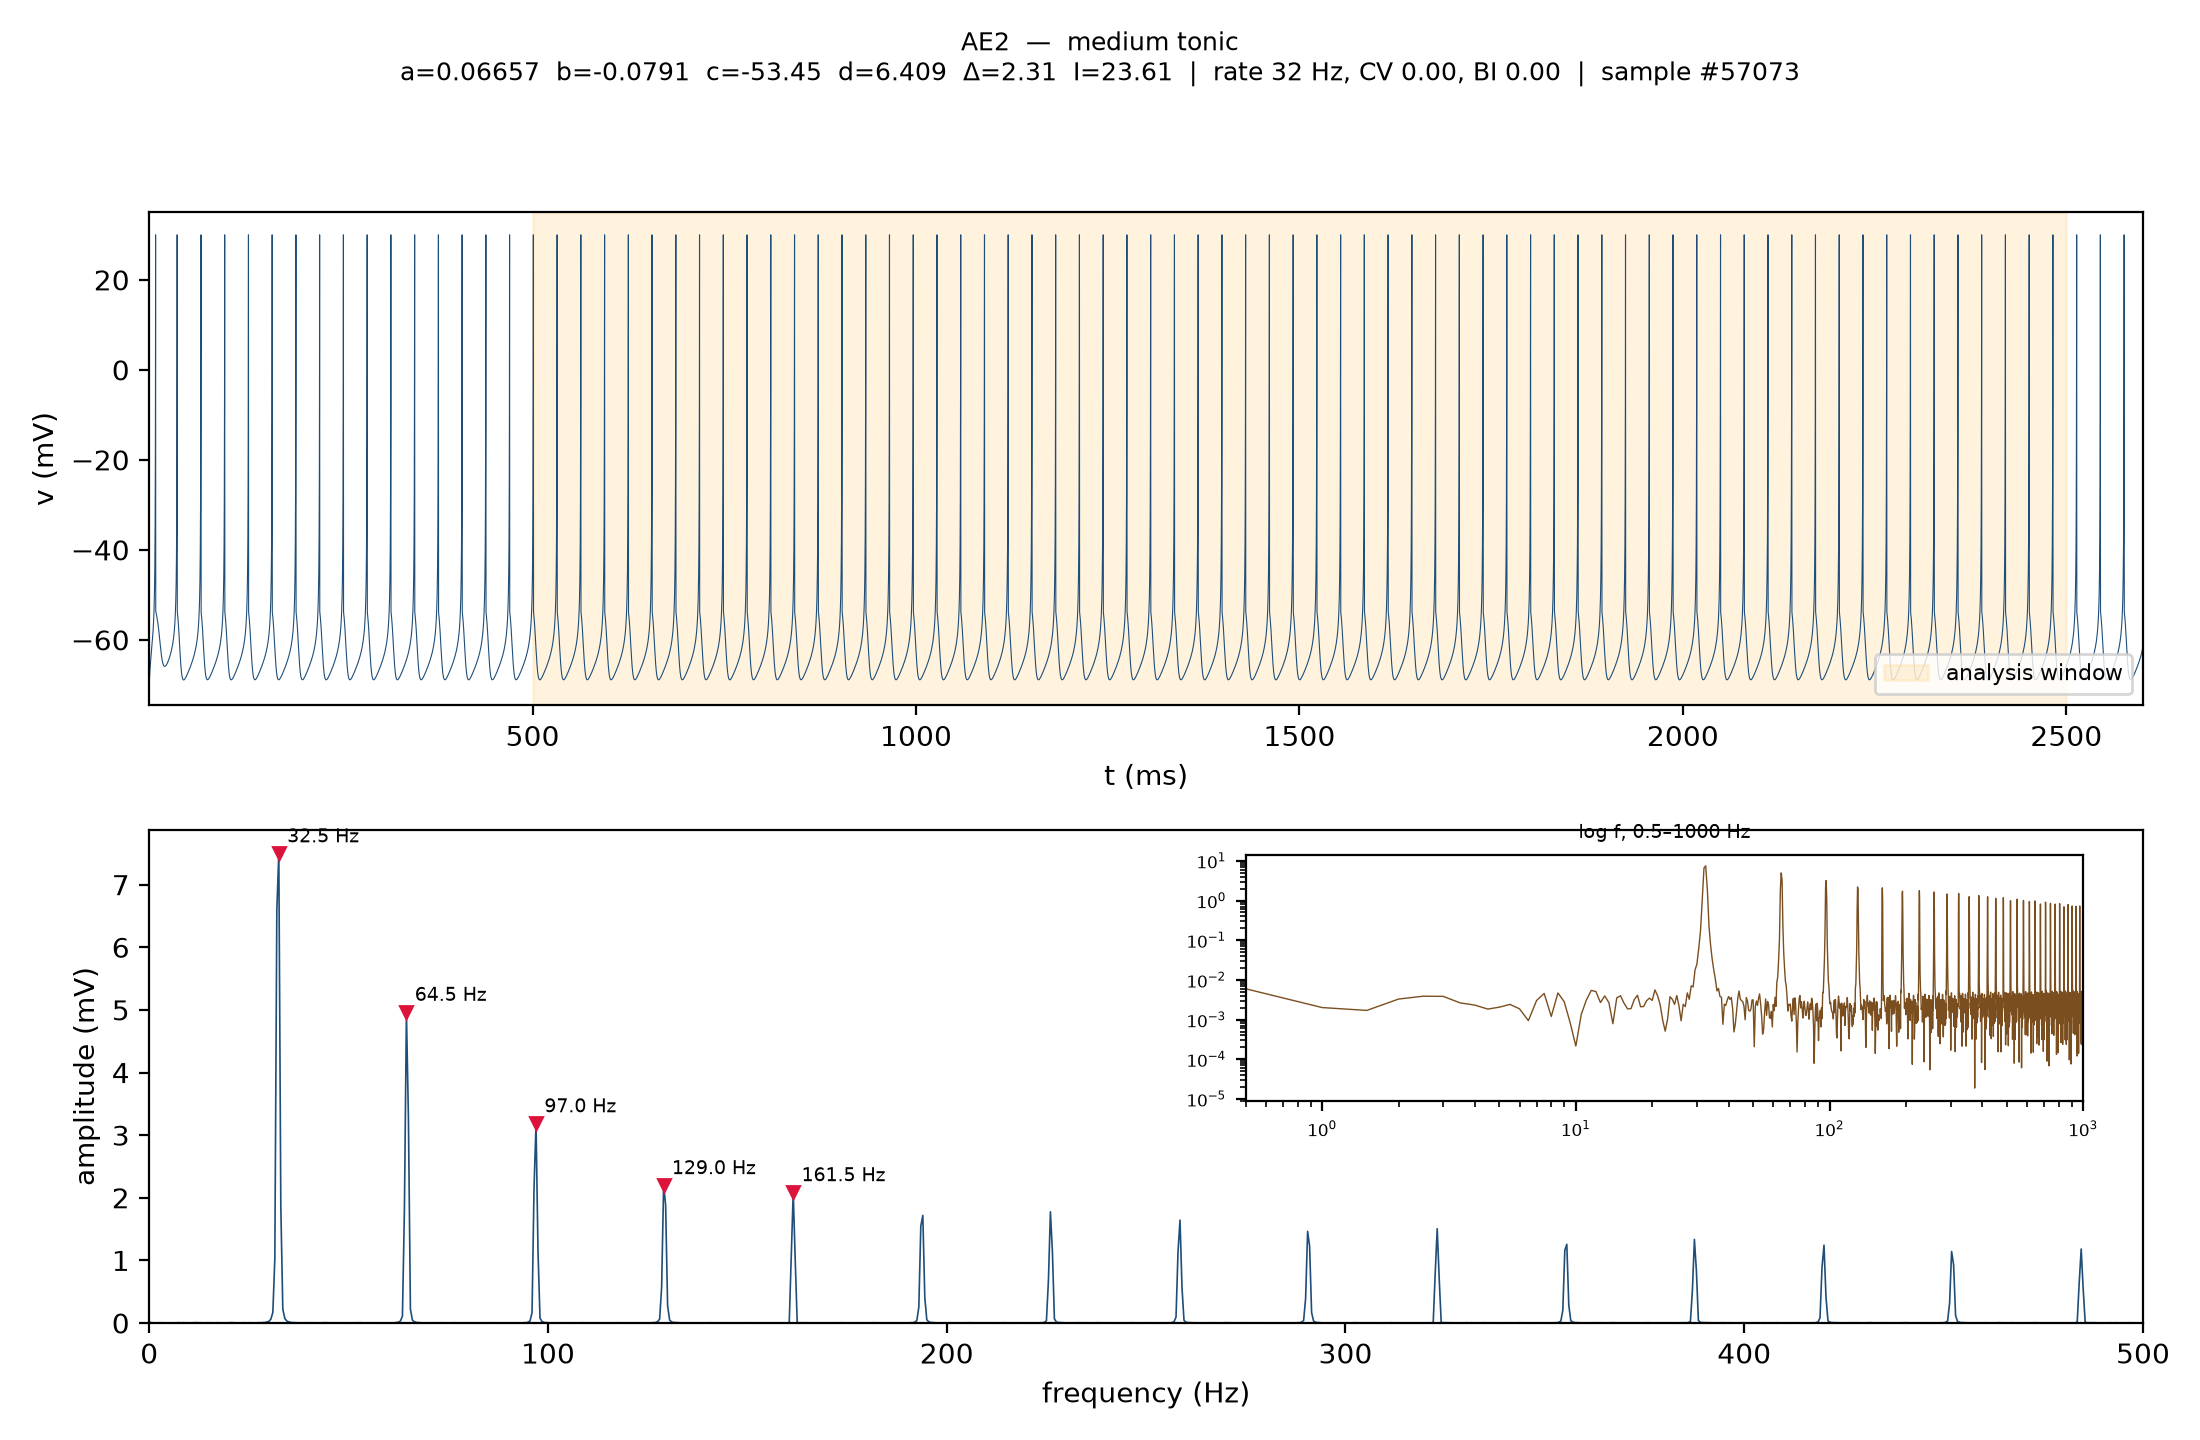 AE2 — medium tonic
a=0.06657 b=-0.0791 c=-53.45 d=6.409 Δ=2.31 I=23.61 | rate 32 Hz, CV 0.00, BI 0.00 | sample #57073
20
0
−20
−40
−60
v (mV)
analysis window
500
1000
1500
2000
2500
t (ms)
32.5 Hz
64.5 Hz
97.0 Hz
129.0 Hz
161.5 Hz
log f, 0.5–1000 Hz
10¹
10⁰
10⁻¹
10⁻²
10⁻³
10⁻⁴
10⁻⁵
10⁰
10¹
10²
10³
7
6
5
4
3
2
1
0
amplitude (mV)
0
100
200
300
400
500
frequency (Hz)